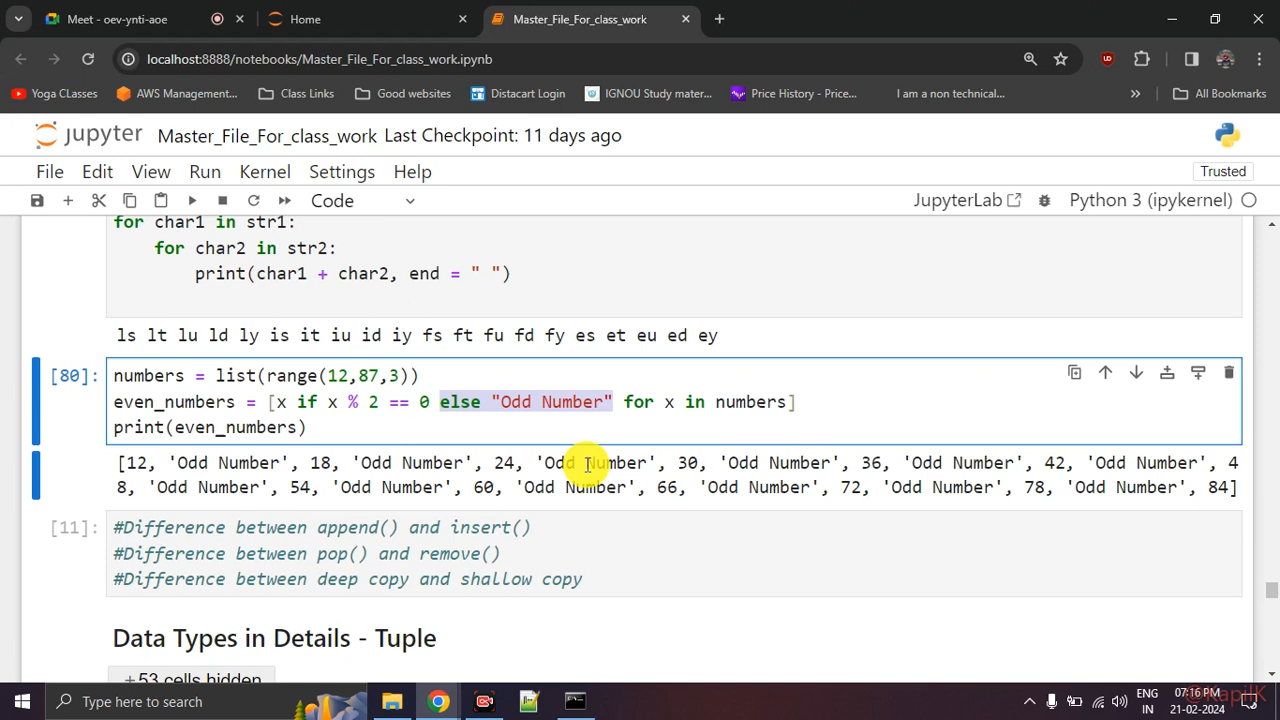 Meet - oev-ynti-aoe
Home
Master_File_For_class_work
localhost:8888/notebooks/Master_File_For_class_work.ipynb
Yoga CLasses
AWS Management...
Class Links
Good websites
Distacart Login
IGNOU Study mater...
Price History - Price...
I am a non technical...
All Bookmarks
jupyter Master_File_For_class_work Last Checkpoint: 11 days ago
File Edit View Run Kernel Settings Help
Trusted
Code
JupyterLab
Python 3 (ipykernel)
for char1 in str1:
for char2 in str2:
print(char1 + char2, end = " ")
ls lt lu ld ly is it iu id iy fs ft fu fd fy es et eu ed ey
[80]:
numbers = list(range(12,87,3))
even_numbers = [x if x % 2 == 0 else "Odd Number" for x in numbers]
print(even_numbers)
[12, 'Odd Number', 18, 'Odd Number', 24, 'Odd Number', 30, 'Odd Number', 36, 'Odd Number', 42, 'Odd Number', 4
8, 'Odd Number', 54, 'Odd Number', 60, 'Odd Number', 66, 'Odd Number', 72, 'Odd Number', 78, 'Odd Number', 84]
[11]:
#Difference between append() and insert()
#Difference between pop() and remove()
#Difference between deep copy and shallow copy
Data Types in Details - Tuple
+53 cells hidden
Type here to search
ENG
IN
07:16 PM
21-02-2024
@KapilK